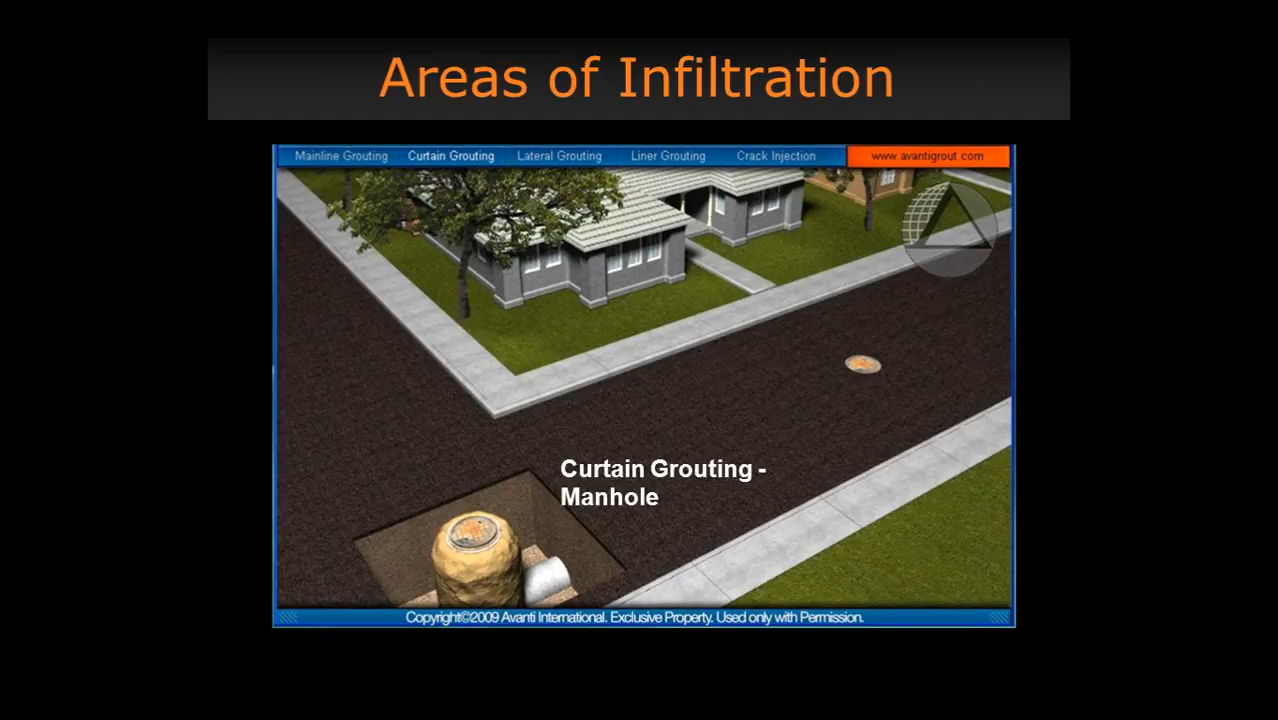 Areas of Infiltration
Mainline Grouting Curtain Grouting Lateral Grouting Liner Grouting Crack Injection www.avantigrout.com
Curtain Grouting -
Manhole
Copyright©2009 Avanti International. Exclusive Property. Used only with Permission.